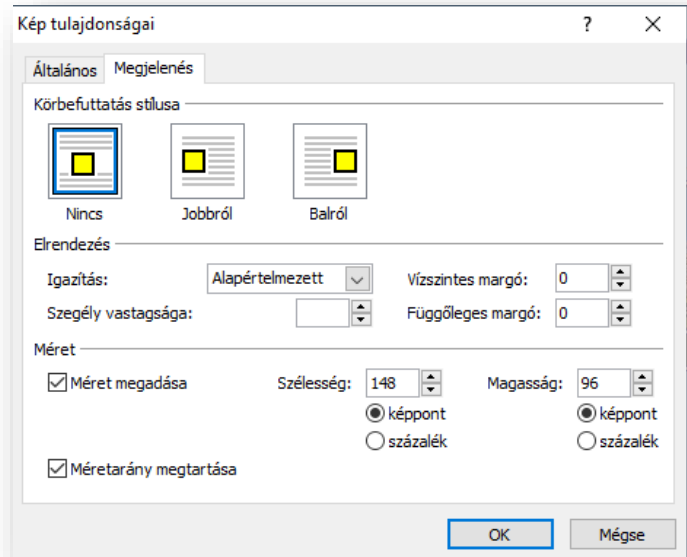 Kép tulajdonságai
Általános Megjelenés
Körbefuttatás stílusa
Nincs Jobbról Balról
Elrendezés
Igazítás: Alapértelmezett Vízszintes margó: 0
Szegély vastagsága: Függőleges margó: 0
Méret
Méret megadása Szélesség: 148 Magasság: 96
képpont képpont
százalék százalék
Méretarány megtartása
OK Mégse